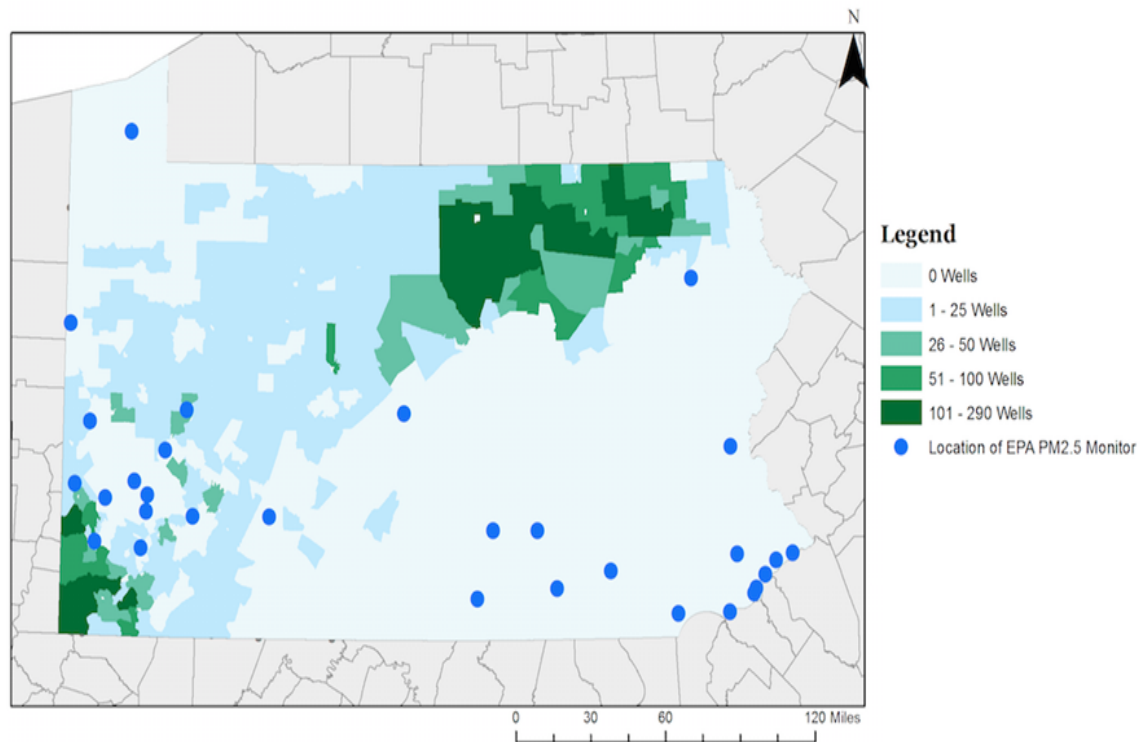 N
Legend
0 Wells
1 - 25 Wells
26 - 50 Wells
51 - 100 Wells
101 - 290 Wells
Location of EPA PM2.5 Monitor
0 30 60 120 Miles